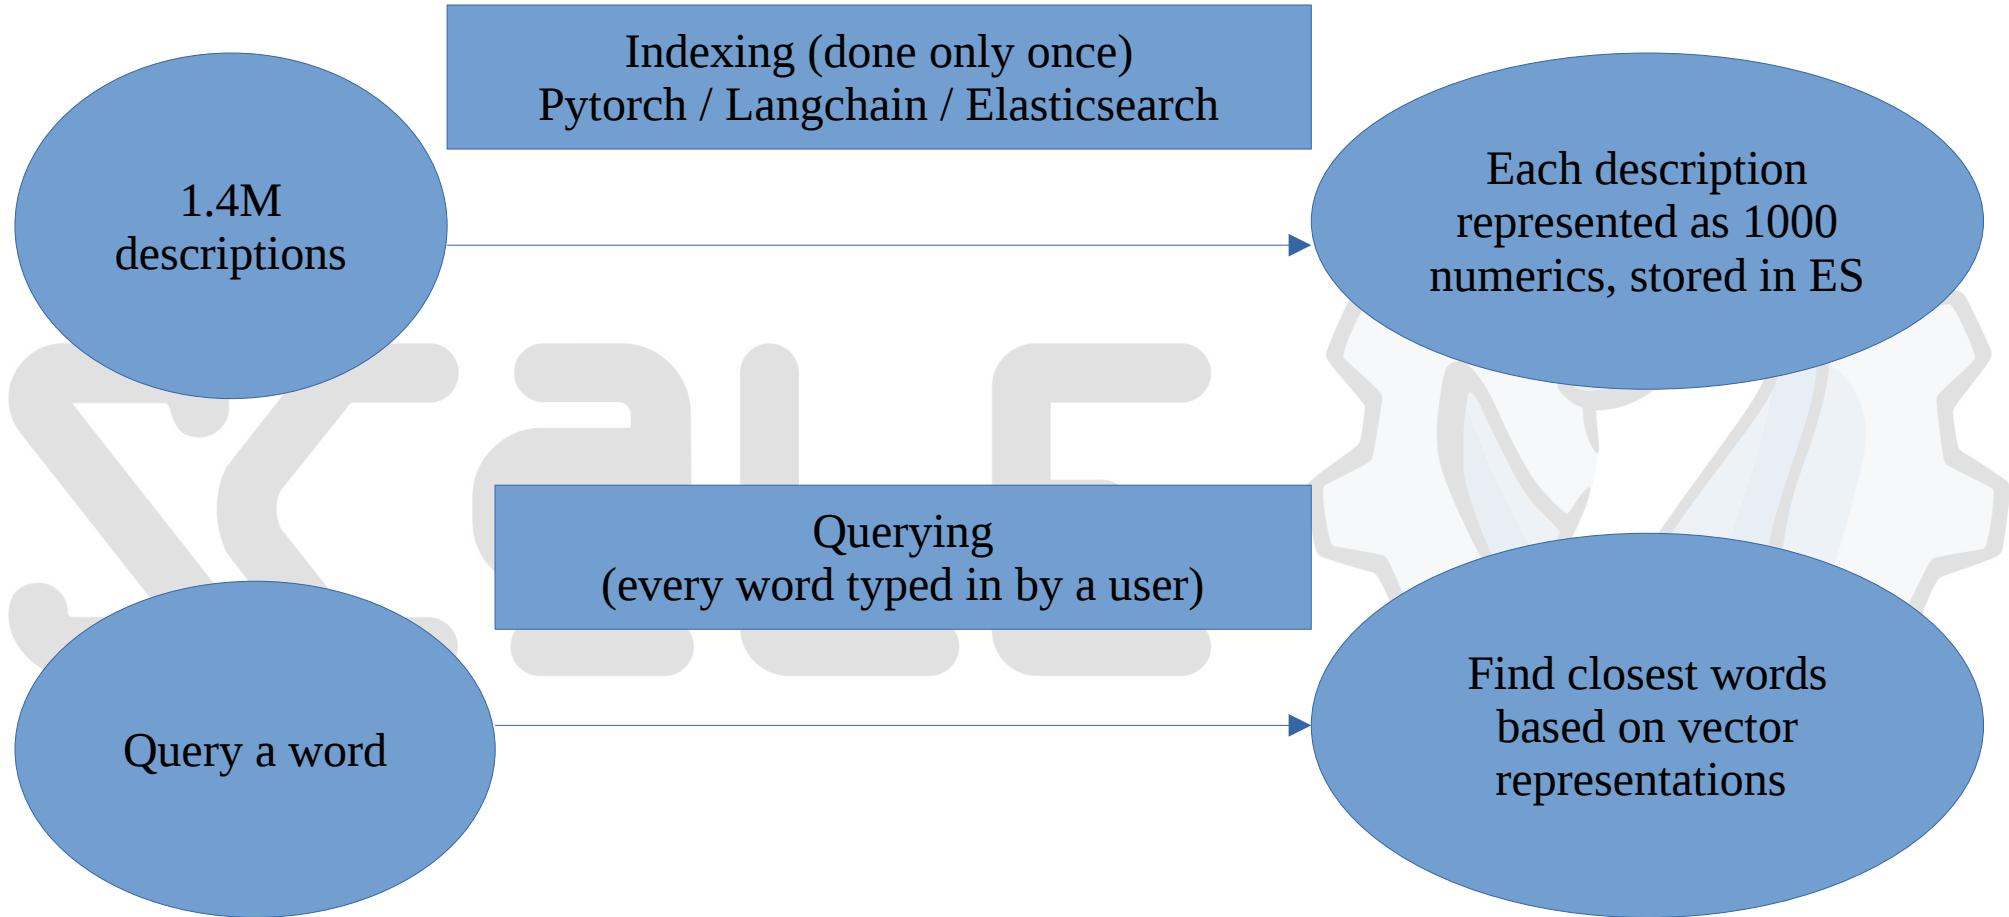 Indexing (done only once)
Pytorch / Langchain / Elasticsearch
1.4M
descriptions
Each description
represented as 1000
numerics, stored in ES
Querying
(every word typed in by a user)
Query a word
Find closest words
based on vector
representations
SCALE